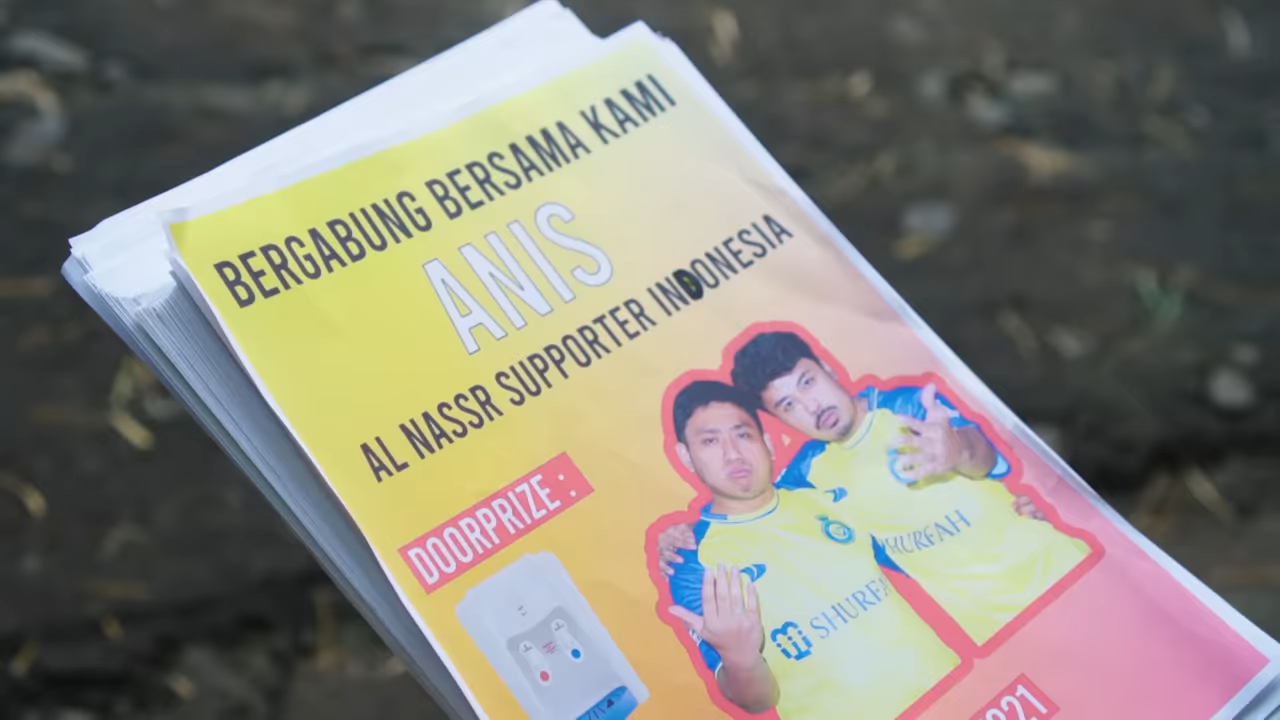 BERGABUNG BERSAMA KAMI
ANIS
AL NASSR SUPPORTER INDONESIA
DOORPRIZE :
SHURFAH
SHURFAH